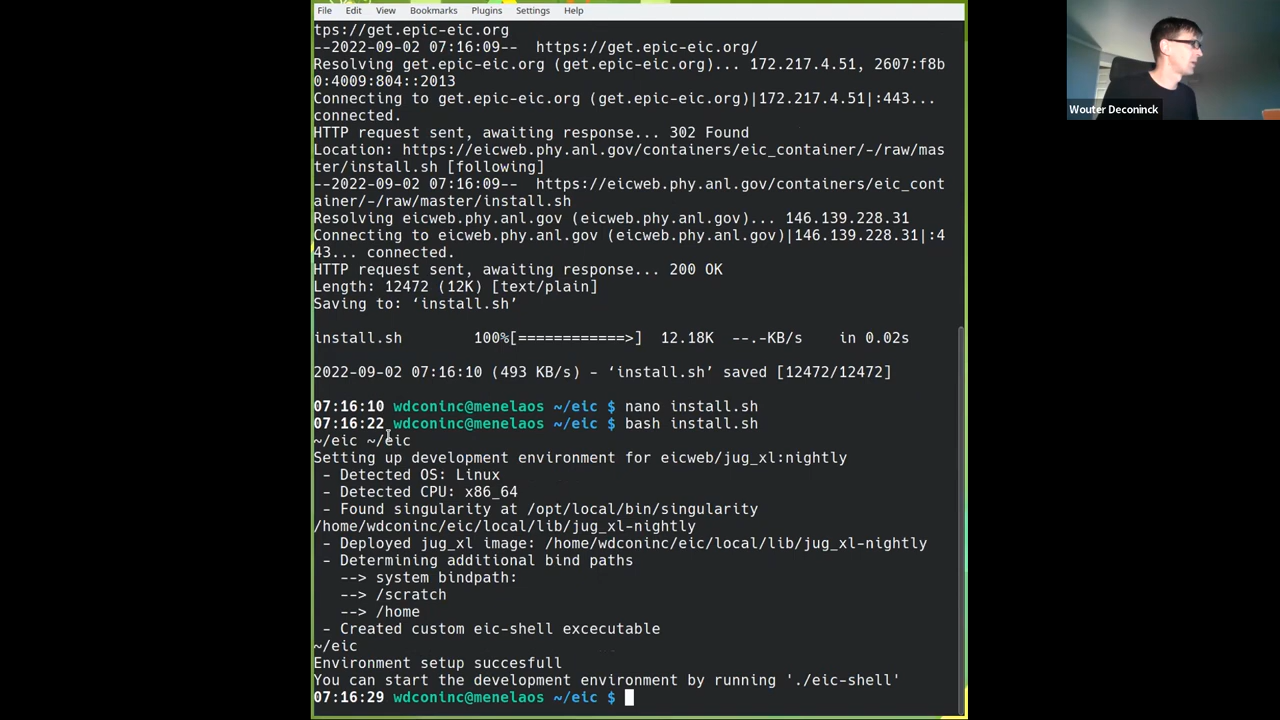 File Edit View Bookmarks Plugins Settings Help
tps://get.epic-eic.org
--2022-09-02 07:16:09--  https://get.epic-eic.org/
Resolving get.epic-eic.org (get.epic-eic.org)... 172.217.4.51, 2607:f8b
0:4009:804::2013
Connecting to get.epic-eic.org (get.epic-eic.org)|172.217.4.51|:443...
connected.
HTTP request sent, awaiting response... 302 Found
Location: https://eicweb.phy.anl.gov/containers/eic_container/-/raw/mas
ter/install.sh [following]
--2022-09-02 07:16:09--  https://eicweb.phy.anl.gov/containers/eic_cont
ainer/-/raw/master/install.sh
Resolving eicweb.phy.anl.gov (eicweb.phy.anl.gov)... 146.139.228.31
Connecting to eicweb.phy.anl.gov (eicweb.phy.anl.gov)|146.139.228.31|:4
43... connected.
HTTP request sent, awaiting response... 200 OK
Length: 12472 (12K) [text/plain]
Saving to: ‘install.sh’
install.sh        100%[============>]  12.18K  --.-KB/s    in 0.02s
2022-09-02 07:16:10 (493 KB/s) – ‘install.sh’ saved [12472/12472]
07:16:10 wdconinc@menelaos ~/eic $ nano install.sh
07:16:22 wdconinc@menelaos ~/eic $ bash install.sh
~/eic ~/eic
Setting up development environment for eicweb/jug_xl:nightly
 - Detected OS: Linux
 - Detected CPU: x86_64
 - Found singularity at /opt/local/bin/singularity
/home/wdconinc/eic/local/lib/jug_xl-nightly
 - Deployed jug_xl image: /home/wdconinc/eic/local/lib/jug_xl-nightly
 - Determining additional bind paths
   --> system bindpath:
   --> /scratch
   --> /home
 - Created custom eic-shell excecutable
~/eic
Environment setup succesfull
You can start the development environment by running './eic-shell'
07:16:29 wdconinc@menelaos ~/eic $
Wouter Deconinck